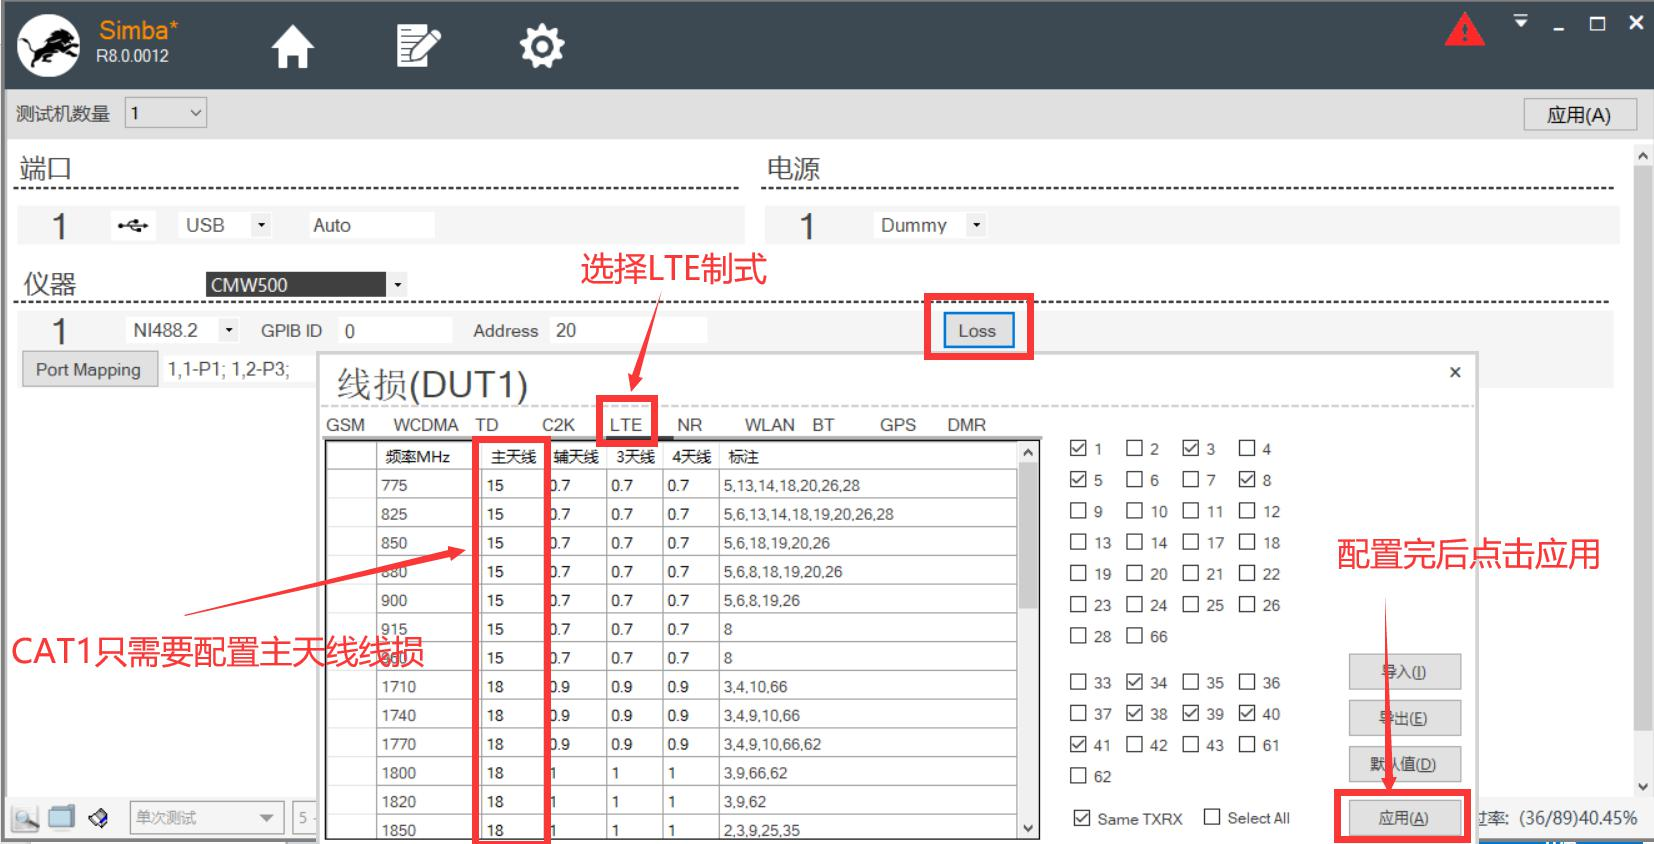 Simba*
R8.0.0012
测试机数量 1 应用(A)
端口 电源
1 USB Auto 1 Dummy
选择LTE制式
仪器 CMW500
1 NI488.2 GPIB ID 0 Address 20 Loss
Port Mapping 1,1-P1; 1,2-P3;
线损(DUT1)
GSM WCDMA TD C2K LTE NR WLAN BT GPS DMR
频率MHz 主天线 辅天线 3天线 4天线 标注
775 15 0.7 0.7 0.7 5,13,14,18,20,26,28
825 15 0.7 0.7 0.7 5,6,13,14,18,19,20,26,28
850 15 0.7 0.7 0.7 5,6,18,19,20,26
880 15 0.7 0.7 0.7 5,6,8,18,19,20,26
900 15 0.7 0.7 0.7 5,6,8,19,26
915 15 0.7 0.7 0.7 8
15 0.7 0.7 0.7 8
1710 18 0.9 0.9 0.9 3,4,10,66
1740 18 0.9 0.9 0.9 3,4,9,10,66
1770 18 0.9 0.9 0.9 3,4,9,10,66,62
1800 18 1 1 1 3,9,66,62
1820 18 1 1 1 3,9,62
1850 18 1 1 1 2,3,9,25,35
CAT1只需要配置主天线线损
1 2 3 4
5 6 7 8
9 10 11 12
13 14 17 18
19 20 21 22
23 24 25 26
28 66
33 34 35 36
37 38 39 40
41 42 43 61
62
Same TXRX Select All
配置完后点击应用
导入(I)
导出(E)
默认值(D)
应用(A)
单次测试 5 过率: (36/89)40.45%